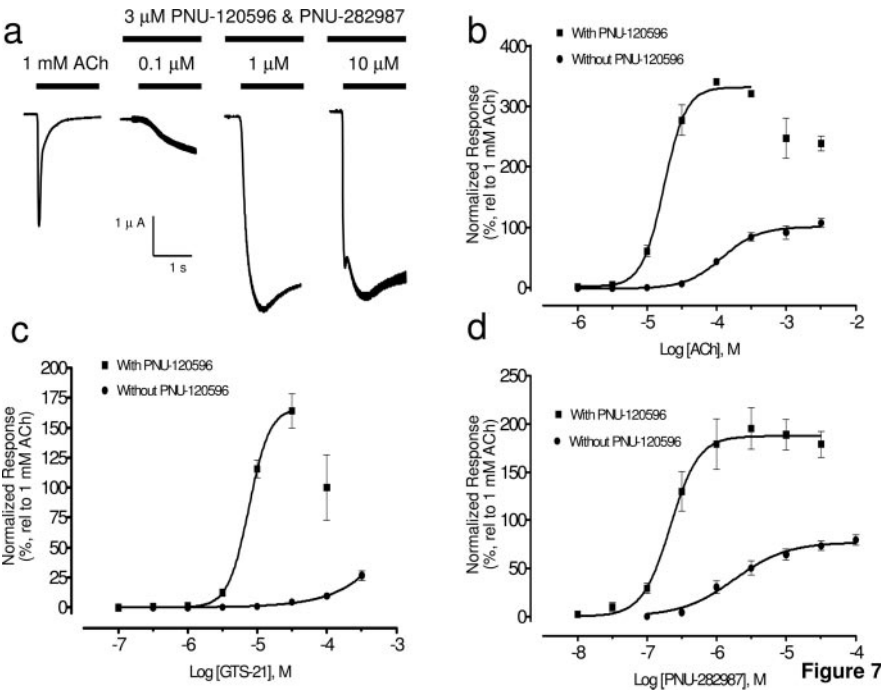 a
3 μM PNU-120596 & PNU-282987
1 mM ACh
0.1 μM
1 μM
10 μM
1 μ A
1 s
b
With PNU-120596
Without PNU-120596
400
300
200
100
0
Normalized Response
(%, rel to 1 mM ACh)
-6 -5 -4 -3 -2
Log [ACh], M
c
With PNU-120596
Without PNU-120596
200
175
150
125
100
75
50
25
0
Normalized Response
(%, rel to 1 mM ACh)
-7 -6 -5 -4 -3
Log [GTS-21], M
d
With PNU-120596
Without PNU-120596
250
200
150
100
50
0
Normalized Response
(%, rel to 1 mM ACh)
-8 -7 -6 -5 -4
Log [PNU-282987], M
Figure 7